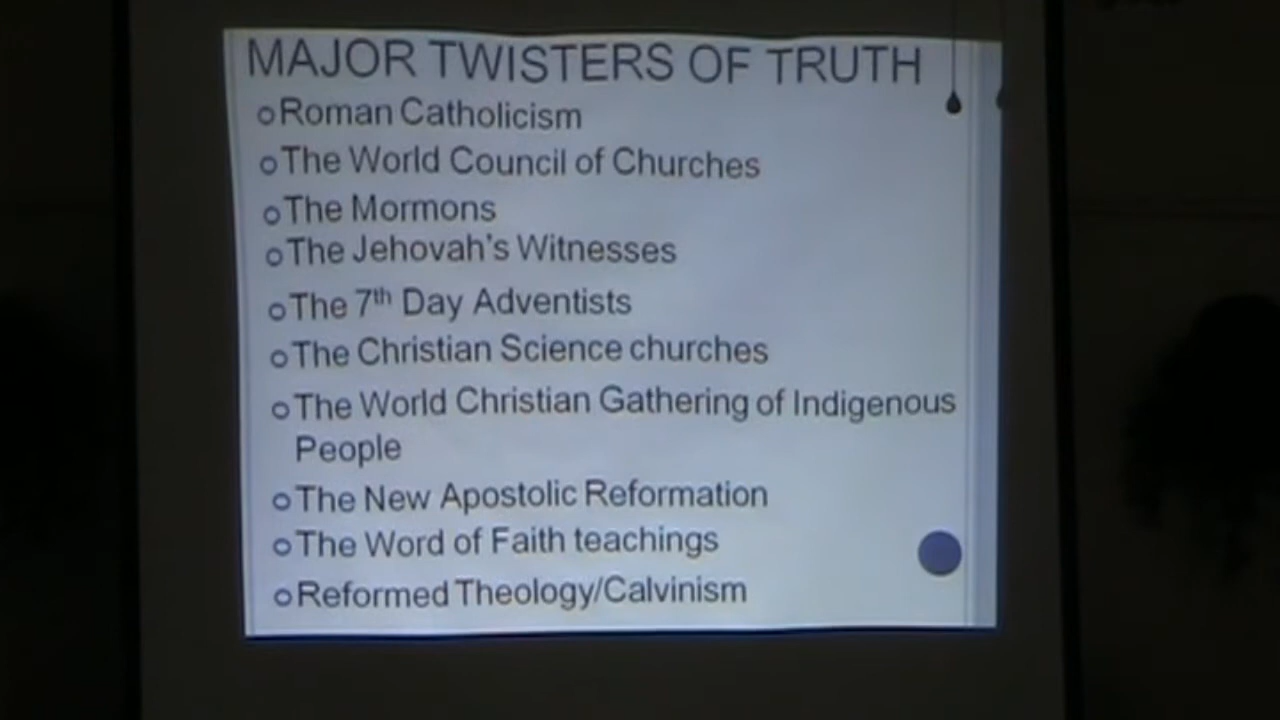 MAJOR TWISTERS OF TRUTH
Roman Catholicism
The World Council of Churches
The Mormons
The Jehovah's Witnesses
The 7th Day Adventists
The Christian Science churches
The World Christian Gathering of Indigenous
People
The New Apostolic Reformation
The Word of Faith teachings
Reformed Theology/Calvinism